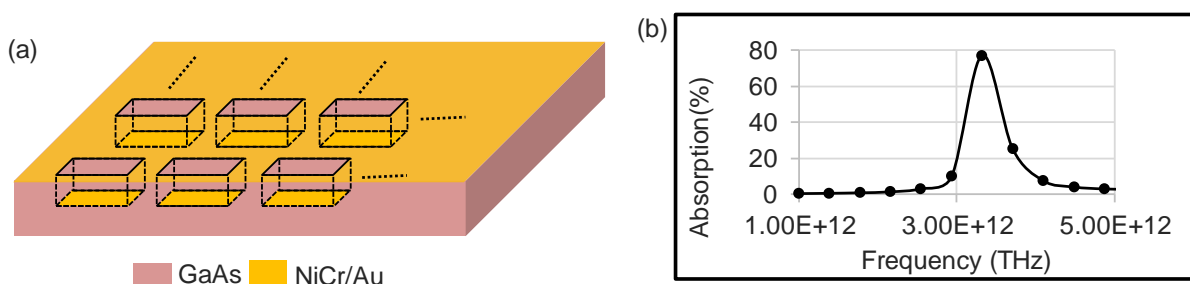 (a)
GaAs
NiCr/Au
(b)
Absorption(%)
80
60
40
20
0
1.00E+12
3.00E+12
5.00E+12
Frequency (THz)